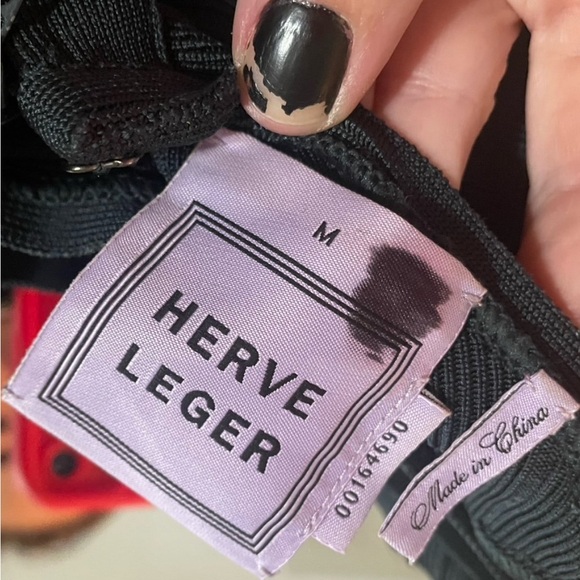 M
HERVE
LEGER
00164690
Made in China